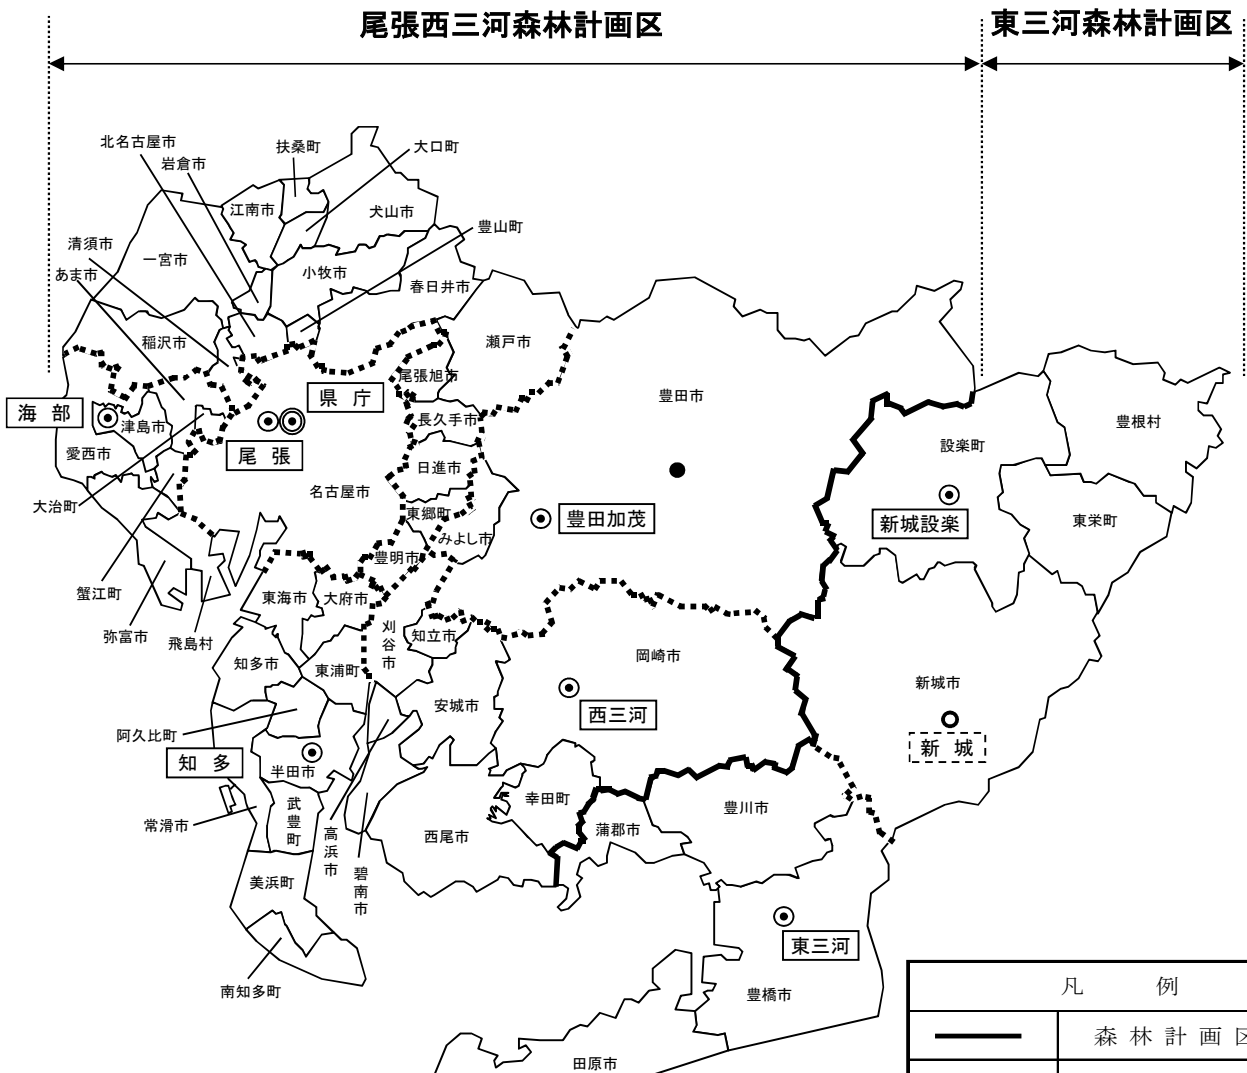 尾張西三河森林計画区
東三河森林計画区
北名古屋市
岩倉市
扶桑町
大口町
江南市
犬山市
豊山町
清須市
あま市
一宮市
小牧市
春日井市
稲沢市
瀬戸市
尾張旭市
豊田市
県庁
海部
津島市
長久手市
豊根村
愛西市
尾張
設楽町
日進市
大治町
名古屋市
東郷町
豊田加茂
新城設楽
東栄町
みよし市
豊明市
蟹江町
東海市
大府市
弥富市
飛島村
刈谷市
知立市
知多市
東浦町
岡崎市
新城市
安城市
西三河
阿久比町
知多
半田市
新城
幸田町
豊川市
武豊町
常滑市
高浜市
西尾市
蒲郡市
碧南市
美浜町
東三河
南知多町
豊橋市
凡例
森林計画区
田原市